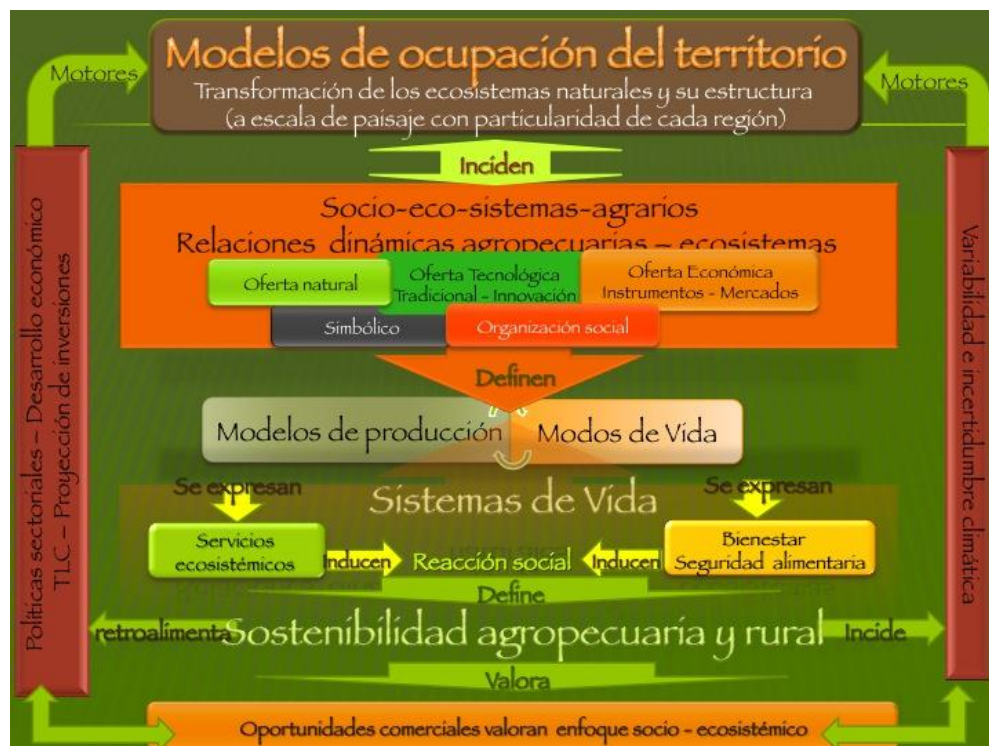 Modelos de ocupación del territorio
Transformación de los ecosistemas naturales y su estructura
(a escala de paisaje con particularidad de cada región)
Motores
Motores
Inciden
Políticas sectoriales – Desarrollo económico
TLC – Proyección de inversiones
Variabilidad e incertidumbre climática
Socio-eco-sistemas-agrarios
Relaciones dinámicas agropecuarias – ecosistemas
Oferta natural
Oferta Tecnológica
Tradicional - Innovación
Oferta Económica
Instrumentos - Mercados
Simbólico
Organización social
Definen
Modelos de producción
Modos de Vida
Se expresan
Sistemas de Vida
Se expresan
Servicios
ecosistémicos
Inducen
Reacción social
Inducen
Bienestar
Seguridad alimentaria
Define
retroalimenta
Sostenibilidad agropecuaria y rural
Incide
Valora
Oportunidades comerciales valoran enfoque socio - ecosistémico